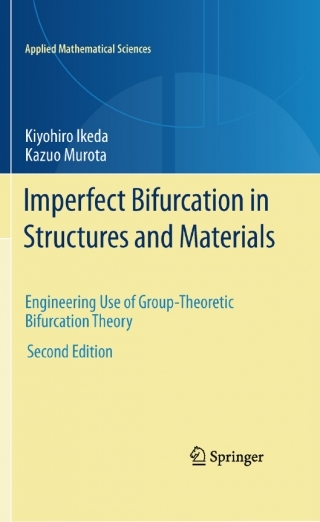 Applied Mathematical Sciences
Kiyohiro Ikeda
Kazuo Murota
Imperfect Bifurcation in
Structures and Materials
Engineering Use of Group-Theoretic
Bifurcation Theory
Second Edition
Springer